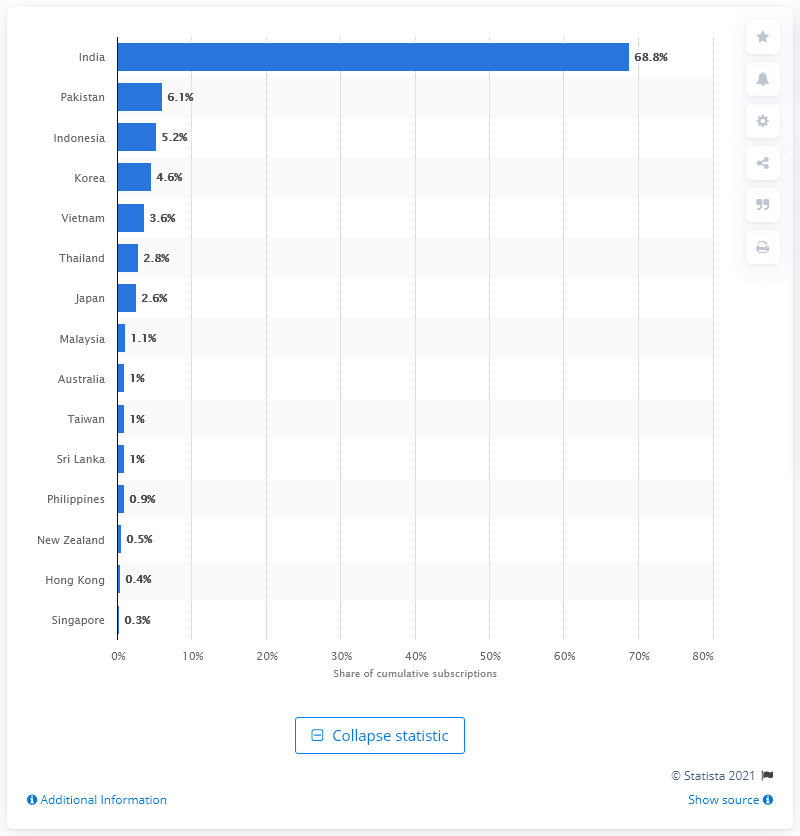 India 68.8%
Pakistan 6.1%
Indonesia 5.2%
Korea 4.6%
Vietnam 3.6%
Thailand 2.8%
Japan 2.6%
Malaysia 1.1%
Australia 1%
Taiwan 1%
Sri Lanka 1%
Philippines 0.9%
New Zealand 0.5%
Hong Kong 0.4%
Singapore 0.3%
0% 10% 20% 30% 40% 50% 60% 70% 80%
Share of cumulative subscriptions
Collapse statistic
© Statista 2021
Additional Information Show source